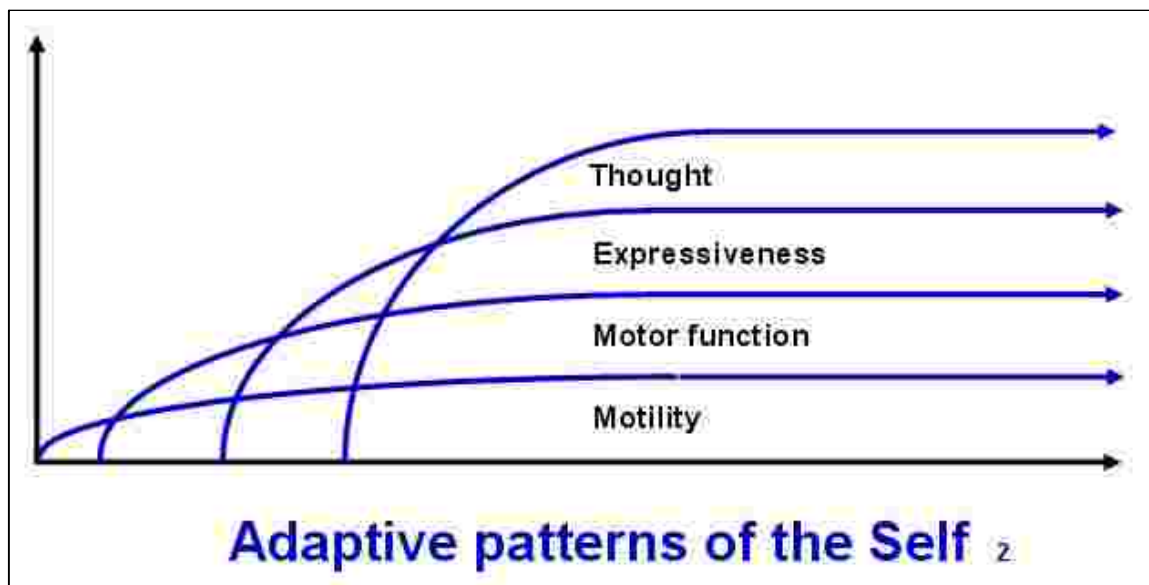 Thought
Expressiveness
Motor function
Motility
Adaptive patterns of the Self 2